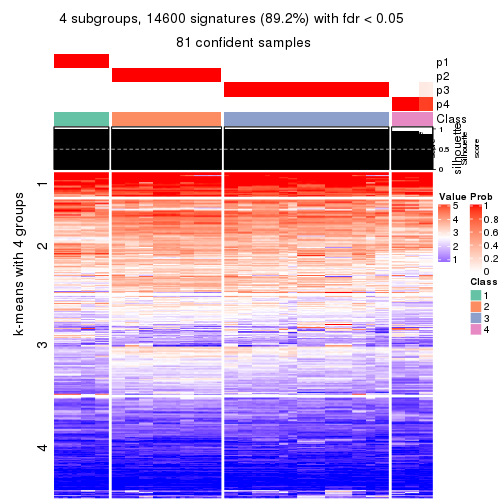 4 subgroups, 14600 signatures (89.2%) with fdr < 0.05
81 confident samples
p1
p2
p3
p4
Class
1
0.5
0
silhouette
Silhouette
score
k-means with 4 groups
1
2
3
4
Value
5
4
3
2
1
Prob
1
0.8
0.6
0.4
0.2
0
Class
1
2
3
4